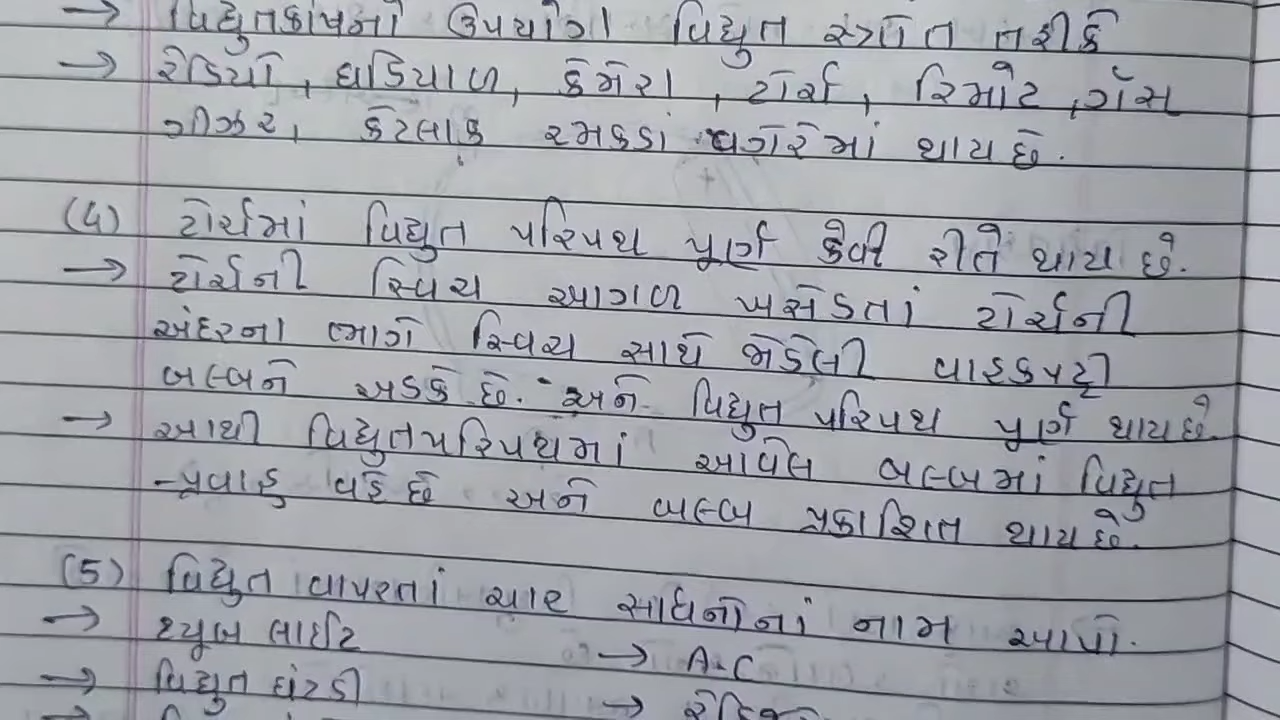 → વિદ્યુતકોષનો ઉપયોગ વિદ્યુત સ્ત્રોત તરીકે
→ રેડિયો, ઘડિયાળ, કેમેરા, ટોર્ચ, રિમોટ, ગેસ
ગીઝર, કેટલાક રમકડાં વગેરેમાં થાય છે.
(4) ટોર્ચમાં વિદ્યુત પરિપથ પૂર્ણ કેવી રીતે થાય છે.
→ ટોર્ચની સ્વિચ આગળ ખસેડતાં ટોર્ચની
અંદરના ભાગે સ્વિચ સાથે જોડેલી વાહકપટ્ટી
બલ્બને અડકે છે. અને વિદ્યુત પરિપથ પૂર્ણ થાય છે.
→ આથી વિદ્યુતપરિપથમાં આવેલ બલ્બમાં વિદ્યુત
પ્રવાહ વહે છે અને બલ્બ પ્રકાશિત થાય છે.
(5) વિદ્યુત વાપરતાં ચાર સાધનોનાં નામ આપો.
→ ટ્યુબ લાઈટ → A.C
→ વિદ્યુત ઘંટડી →